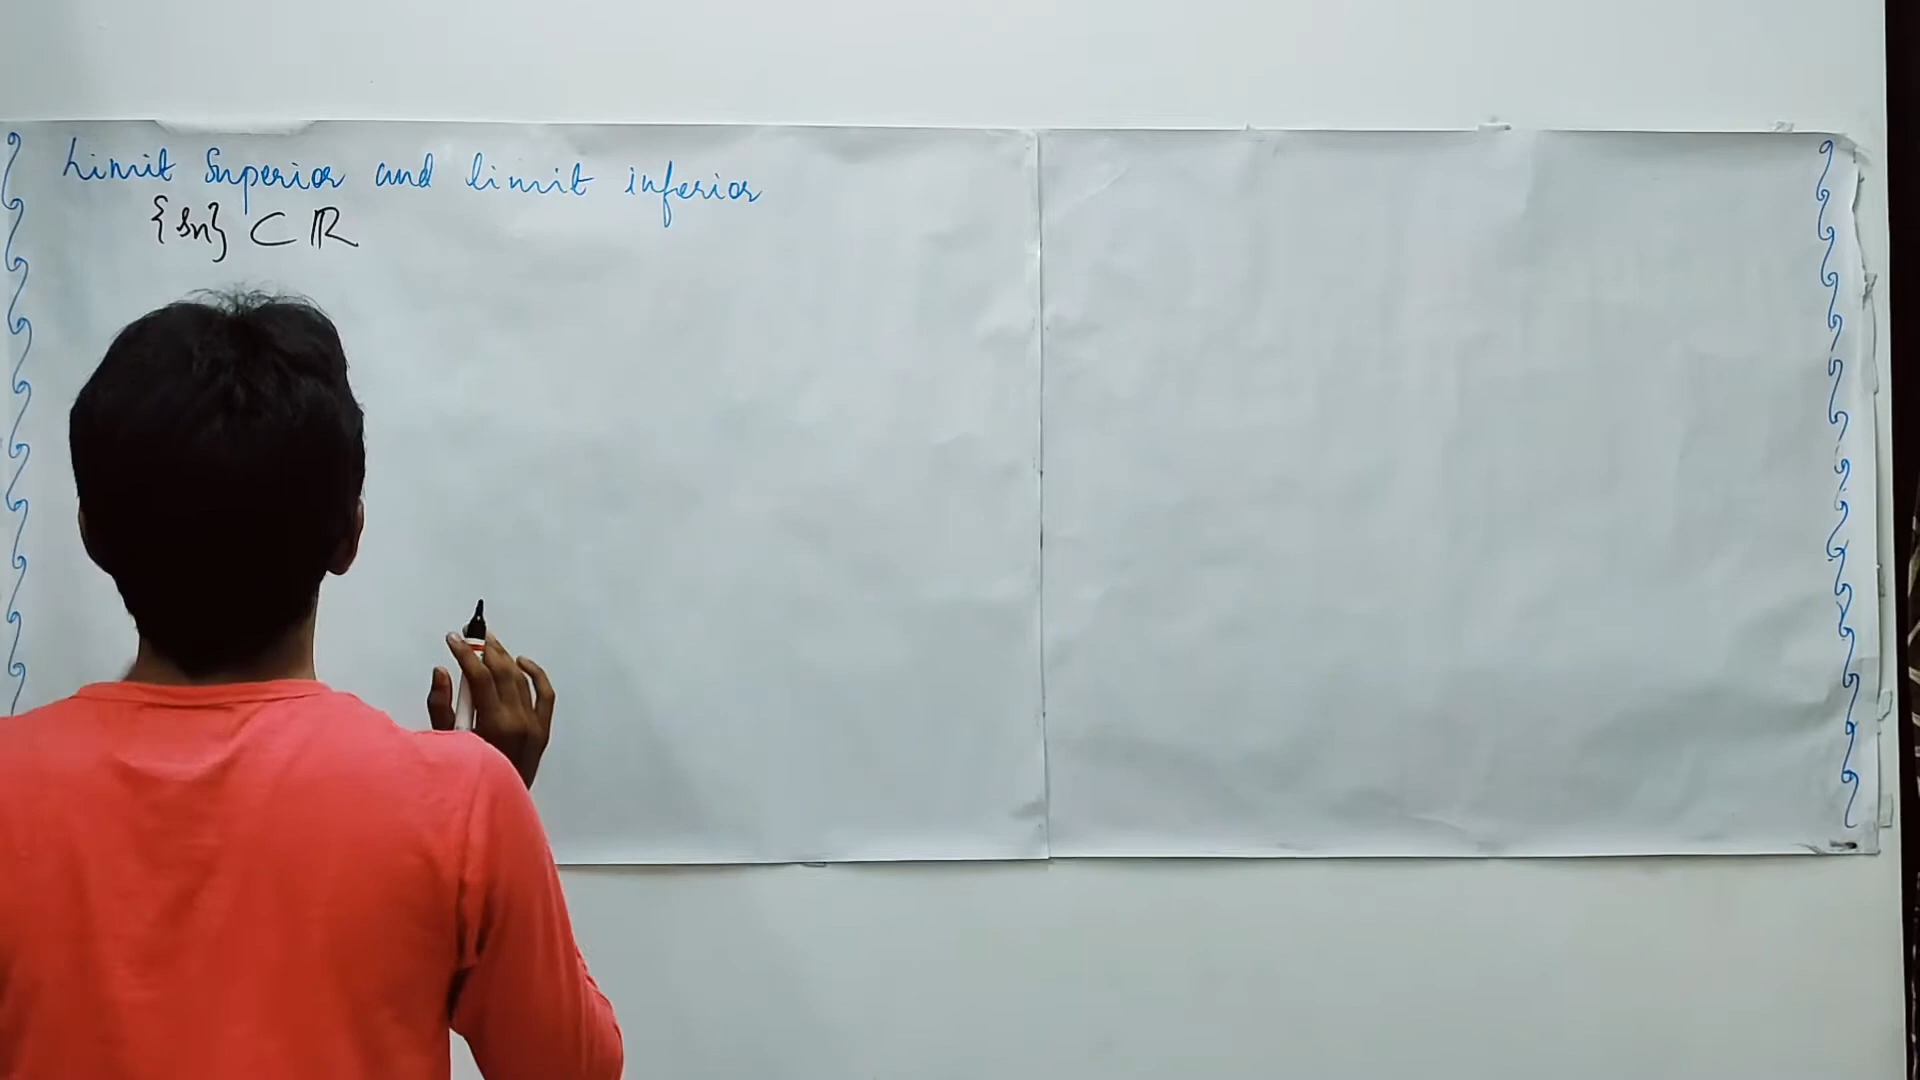 Limit Superior and limit inferior
{Sn} ⊂ ℝ